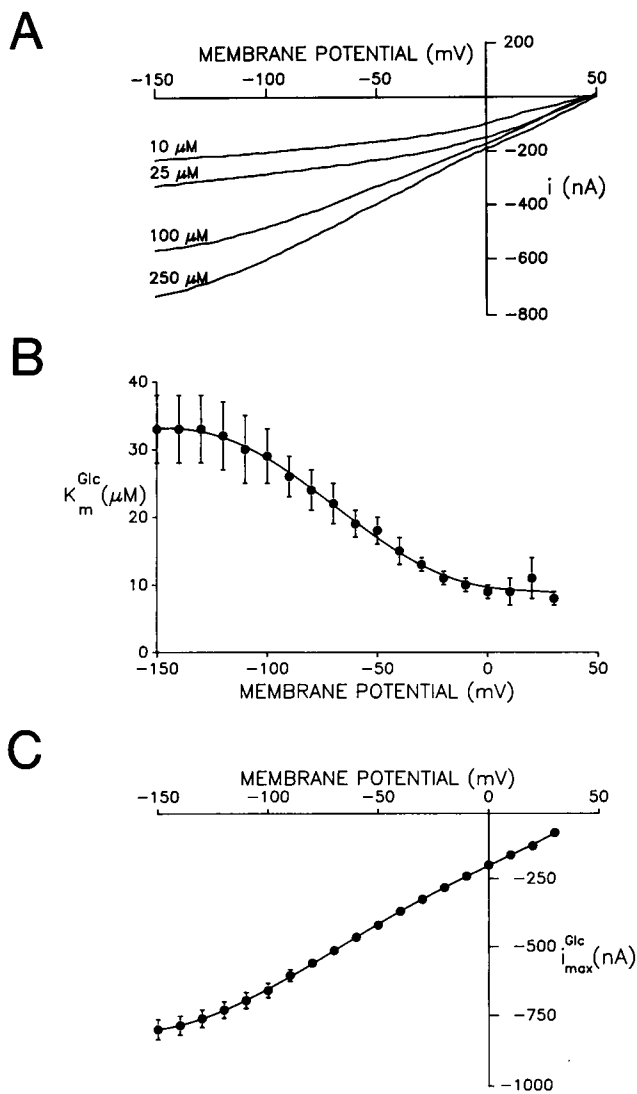 A
MEMBRANE POTENTIAL (mV)
200
-150
-100
-50
50
10 µM
25 µM
-200
i (nA)
-400
100 µM
-600
250 µM
-800
B
40
30
K_m^Glc (µM)
20
10
0
-150
-100
-50
0
50
MEMBRANE POTENTIAL (mV)
C
MEMBRANE POTENTIAL (mV)
-150
-100
-50
0
50
-250
-500
i_max^Glc (nA)
-750
-1000